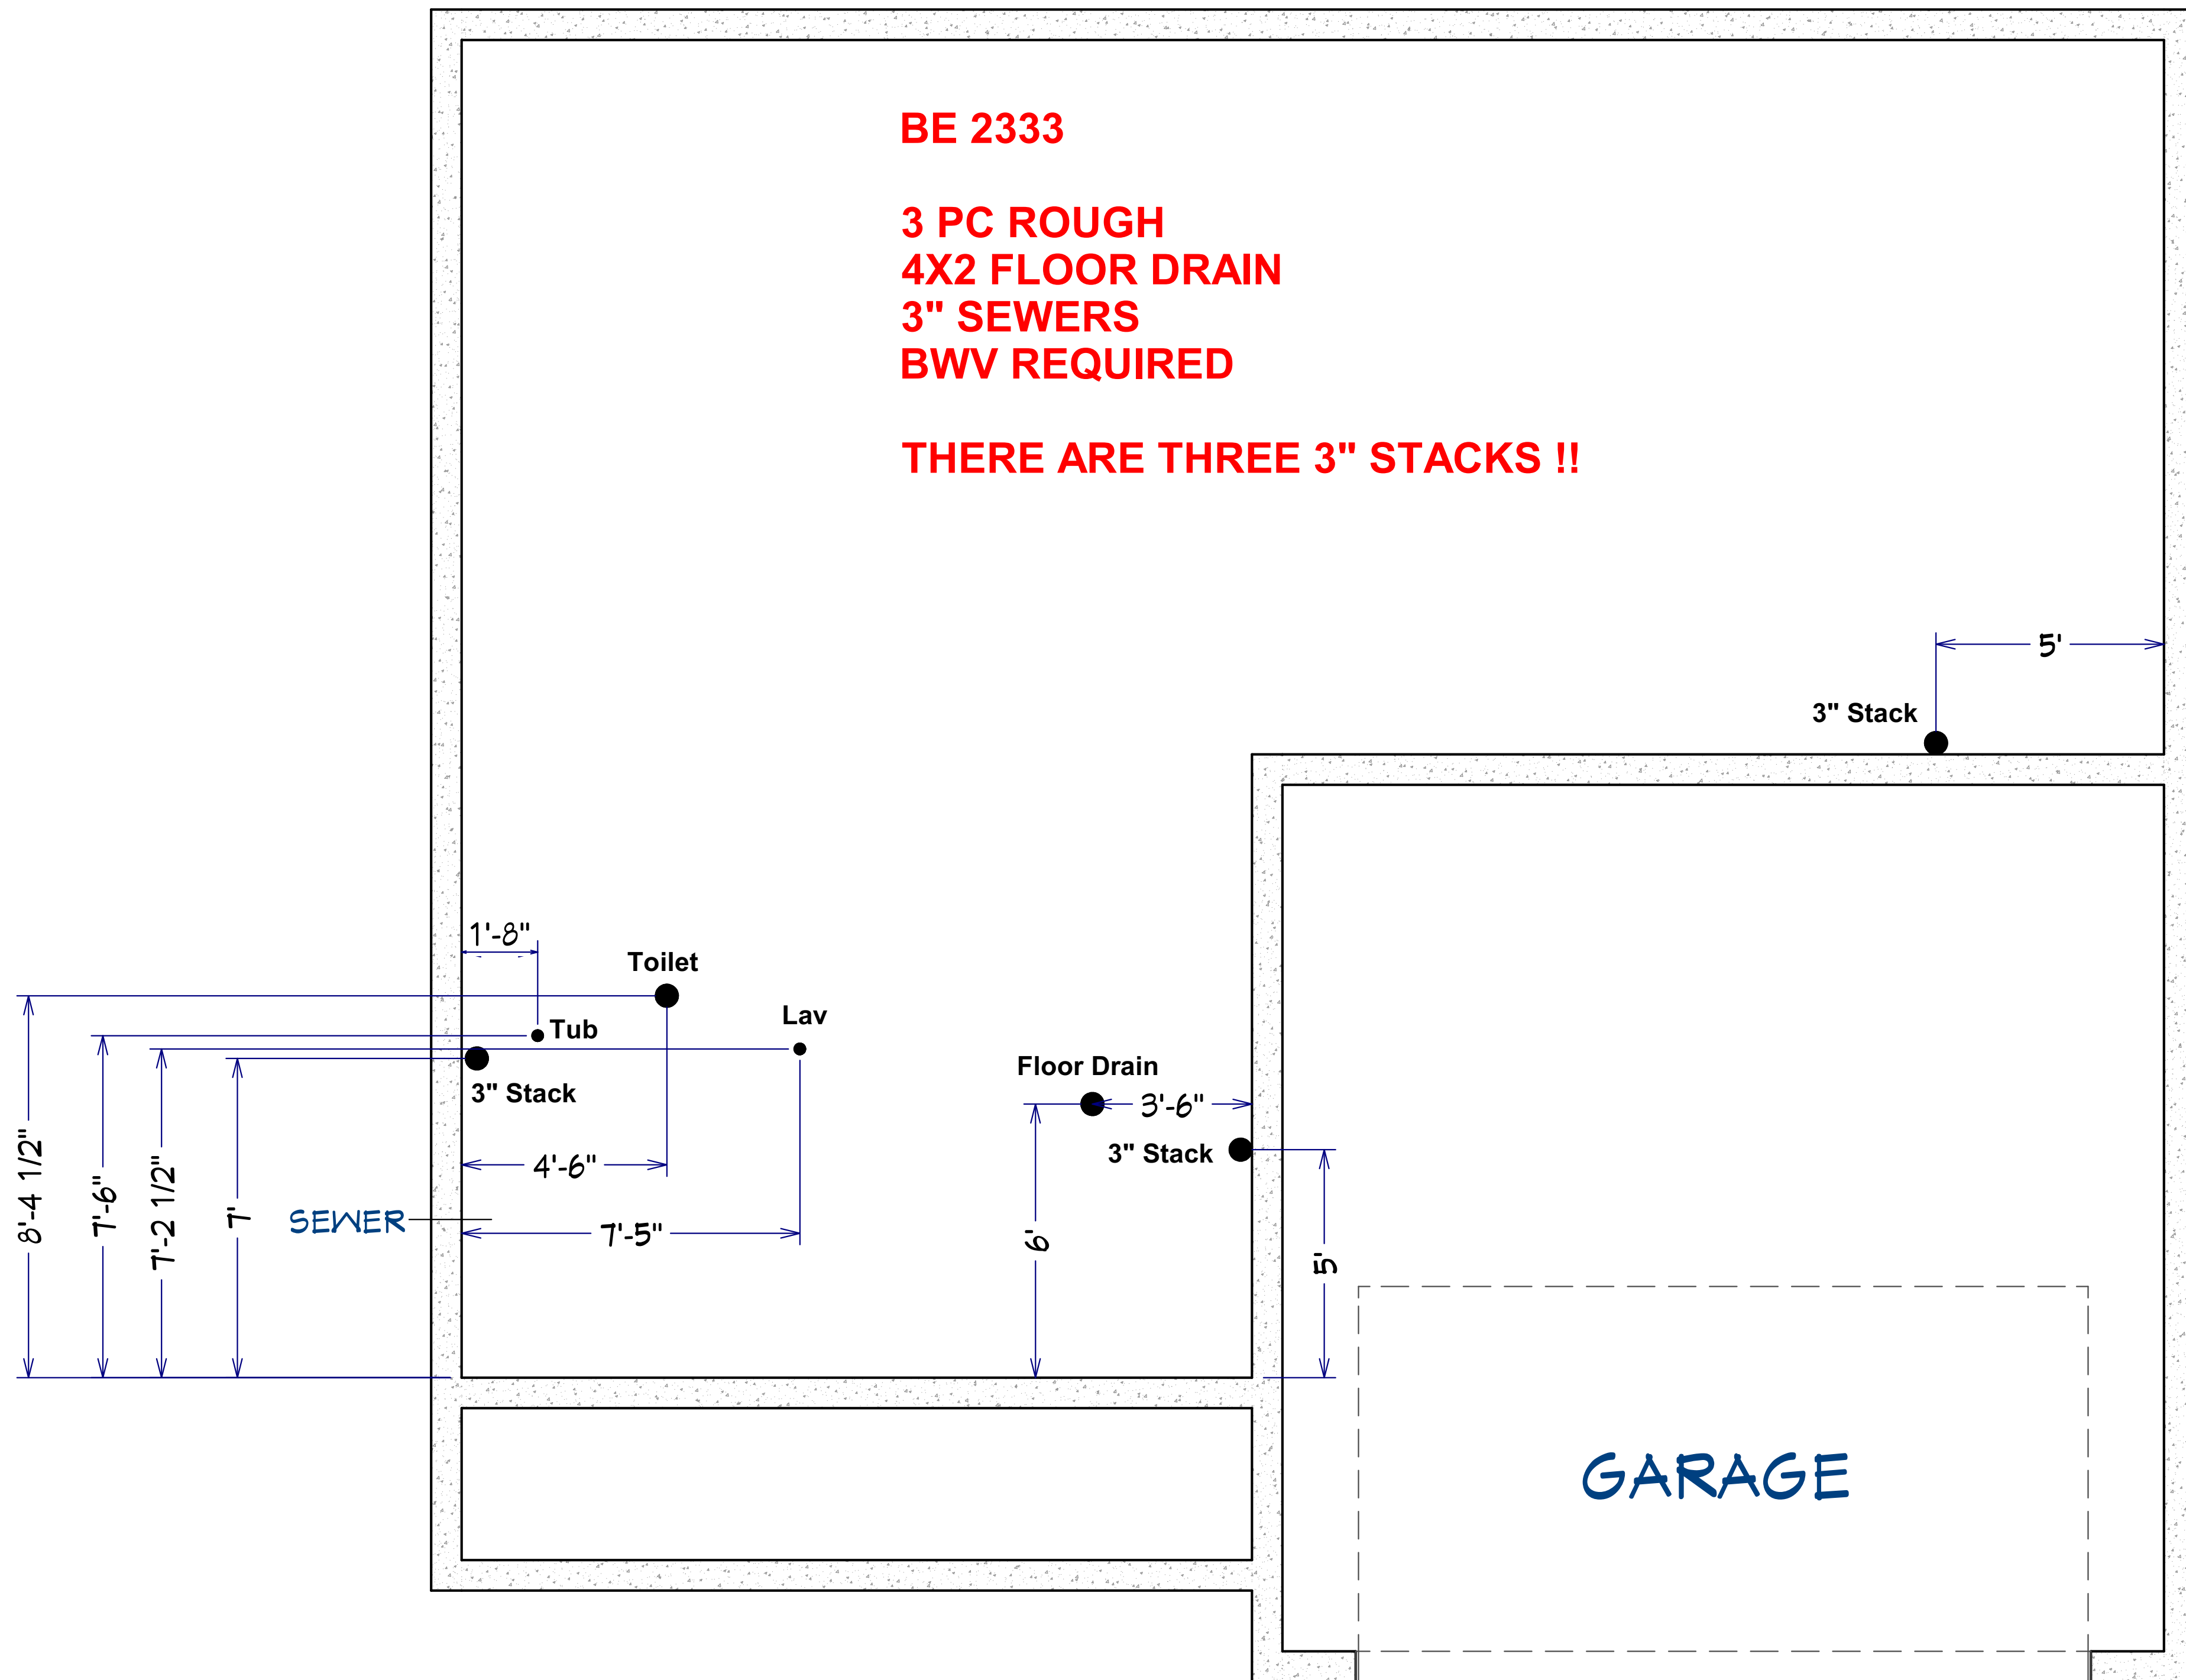 BE 2333
3 PC ROUGH
4X2 FLOOR DRAIN
3" SEWERS
BWV REQUIRED
THERE ARE THREE 3" STACKS !!
5'
3" Stack
1'-8"
Toilet
Lav
Tub
Floor Drain
3" Stack
3'-6"
3" Stack
4'-6"
8'-4 1/2"
7'-6"
7'-2 1/2"
7'
SEWER
7'-5"
6'
5'
GARAGE